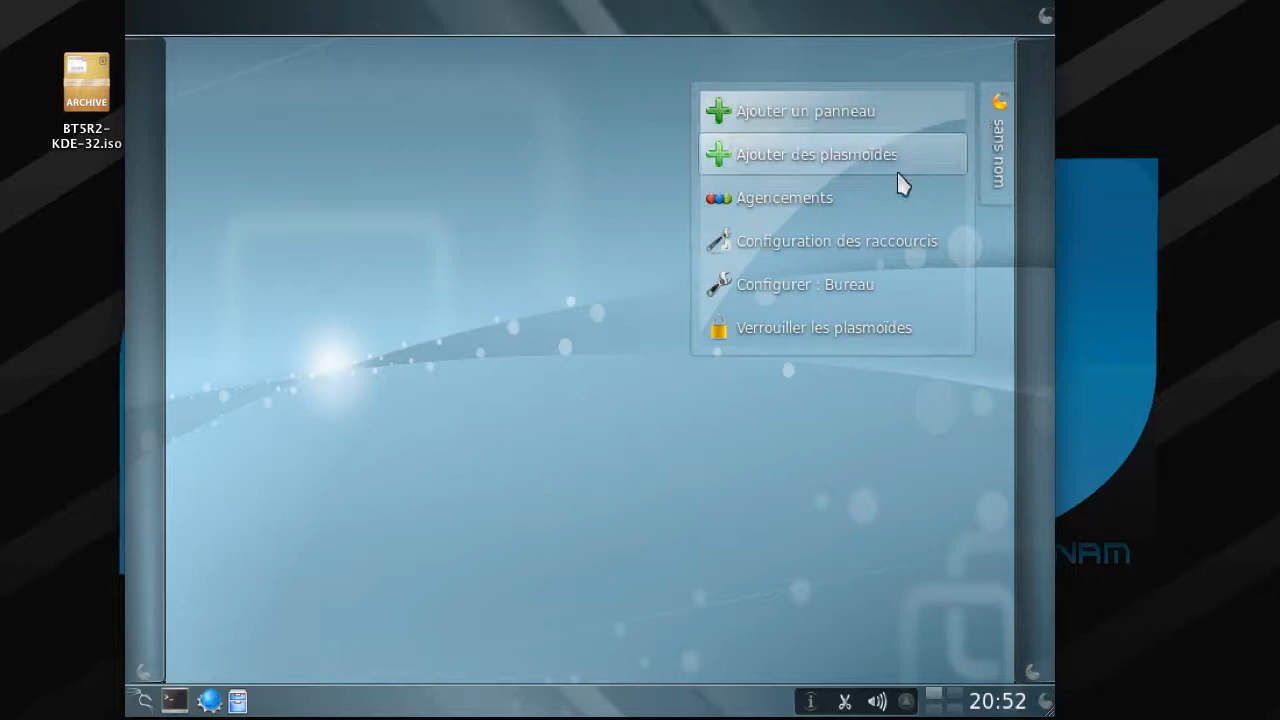 ARCHIVE
BT5R2-
KDE-32.iso
Ajouter un panneau
Ajouter des plasmoïdes
Agencements
Configuration des raccourcis
Configurer : Bureau
Verrouiller les plasmoïdes
sans nom
NAM
20:52